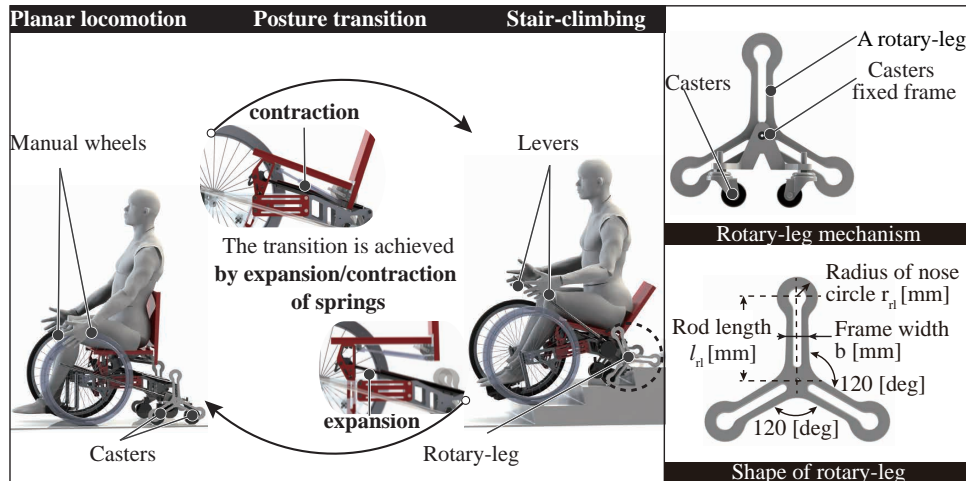 Planar locomotion
Posture transition
Stair-climbing
contraction
Manual wheels
Levers
The transition is achieved
by expansion/contraction
of springs
expansion
Casters
Rotary-leg
A rotary-leg
Casters
Casters
fixed frame
Rotary-leg mechanism
Radius of nose
circle r_rl [mm]
Rod length
l_rl [mm]
Frame width
b [mm]
120 [deg]
120 [deg]
Shape of rotary-leg